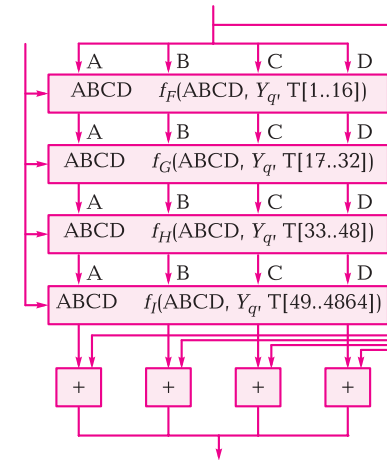 A B C D
ABCD f_F(ABCD, Y_q, T[1..16])
A B C D
ABCD f_G(ABCD, Y_q, T[17..32])
A B C D
ABCD f_H(ABCD, Y_q, T[33..48])
A B C D
ABCD f_I(ABCD, Y_q, T[49..4864])
+ + + +